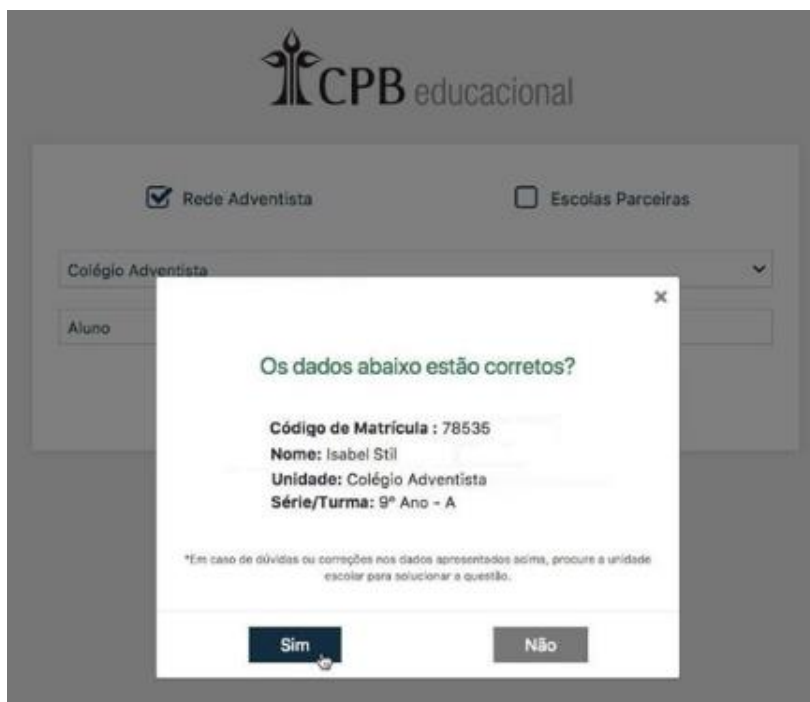 CPB educacional
Rede Adventista
Escolas Parceiras
Colégio Adventista
Aluno
×
Os dados abaixo estão corretos?
Código de Matrícula : 78535
Nome: Isabel Stil
Unidade: Colégio Adventista
Série/Turma: 9º Ano - A
*Em caso de dúvidas ou correções nos dados apresentados acima, procure a unidade
escolar para solucionar a questão.
Sim
Não